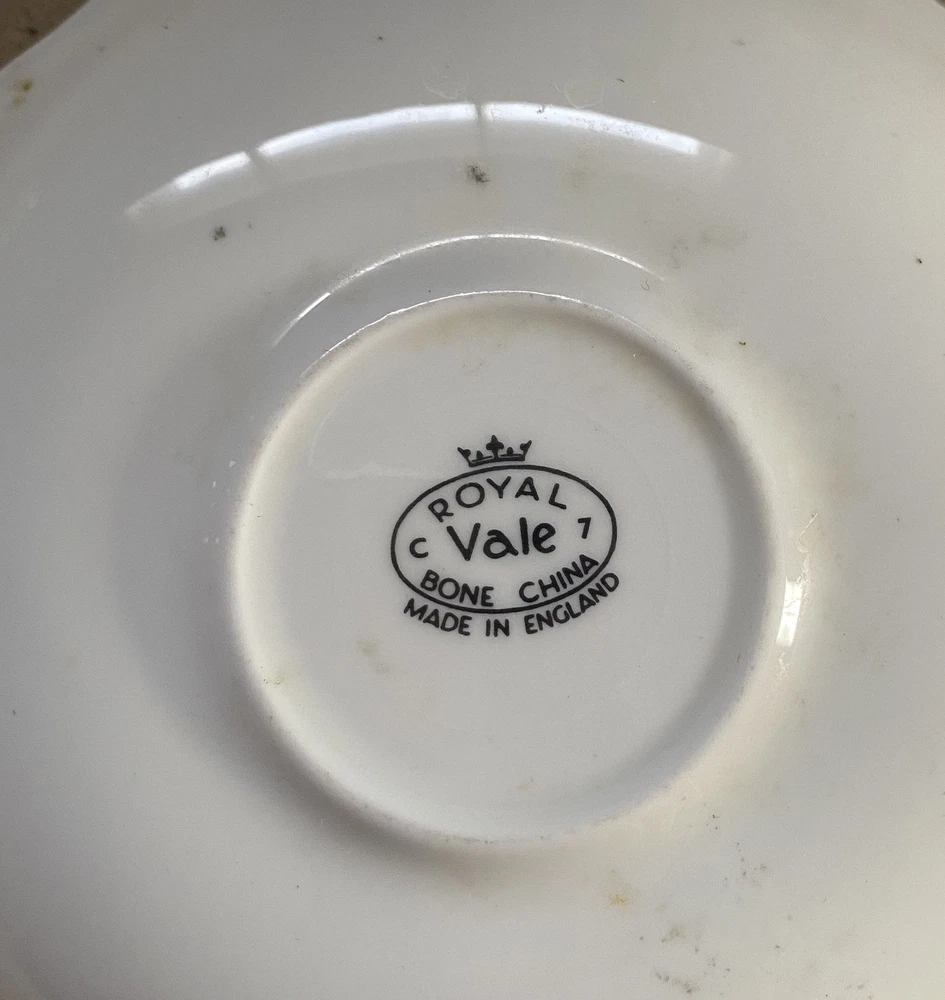 ROYAL
C Vale 7
BONE CHINA
MADE IN ENGLAND